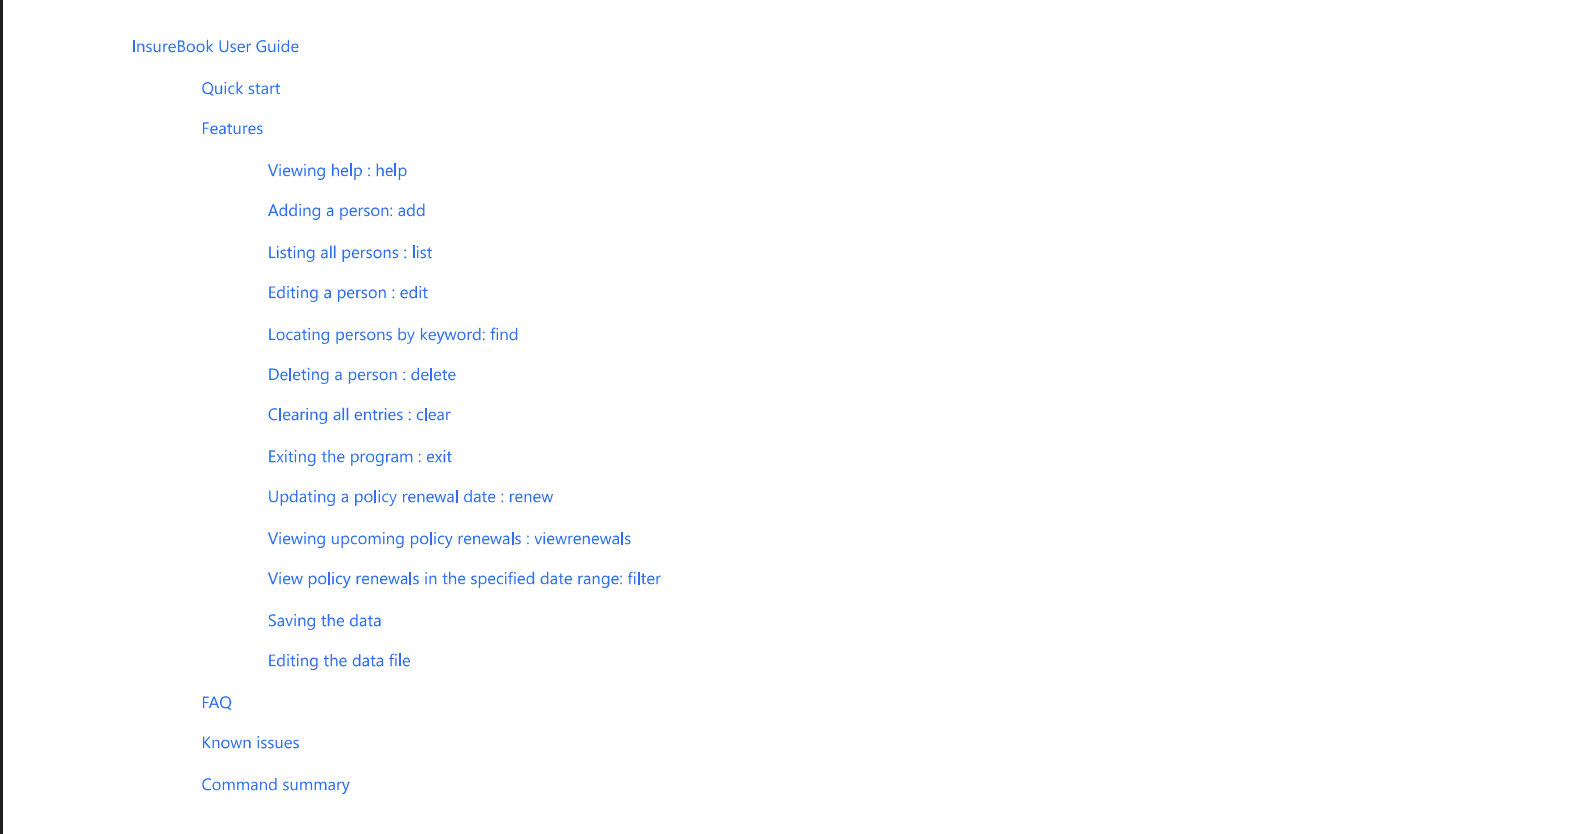 InsureBook User Guide
Quick start
Features
Viewing help : help
Adding a person: add
Listing all persons : list
Editing a person : edit
Locating persons by keyword: find
Deleting a person : delete
Clearing all entries : clear
Exiting the program : exit
Updating a policy renewal date : renew
Viewing upcoming policy renewals : viewrenewals
View policy renewals in the specified date range: filter
Saving the data
Editing the data file
FAQ
Known issues
Command summary